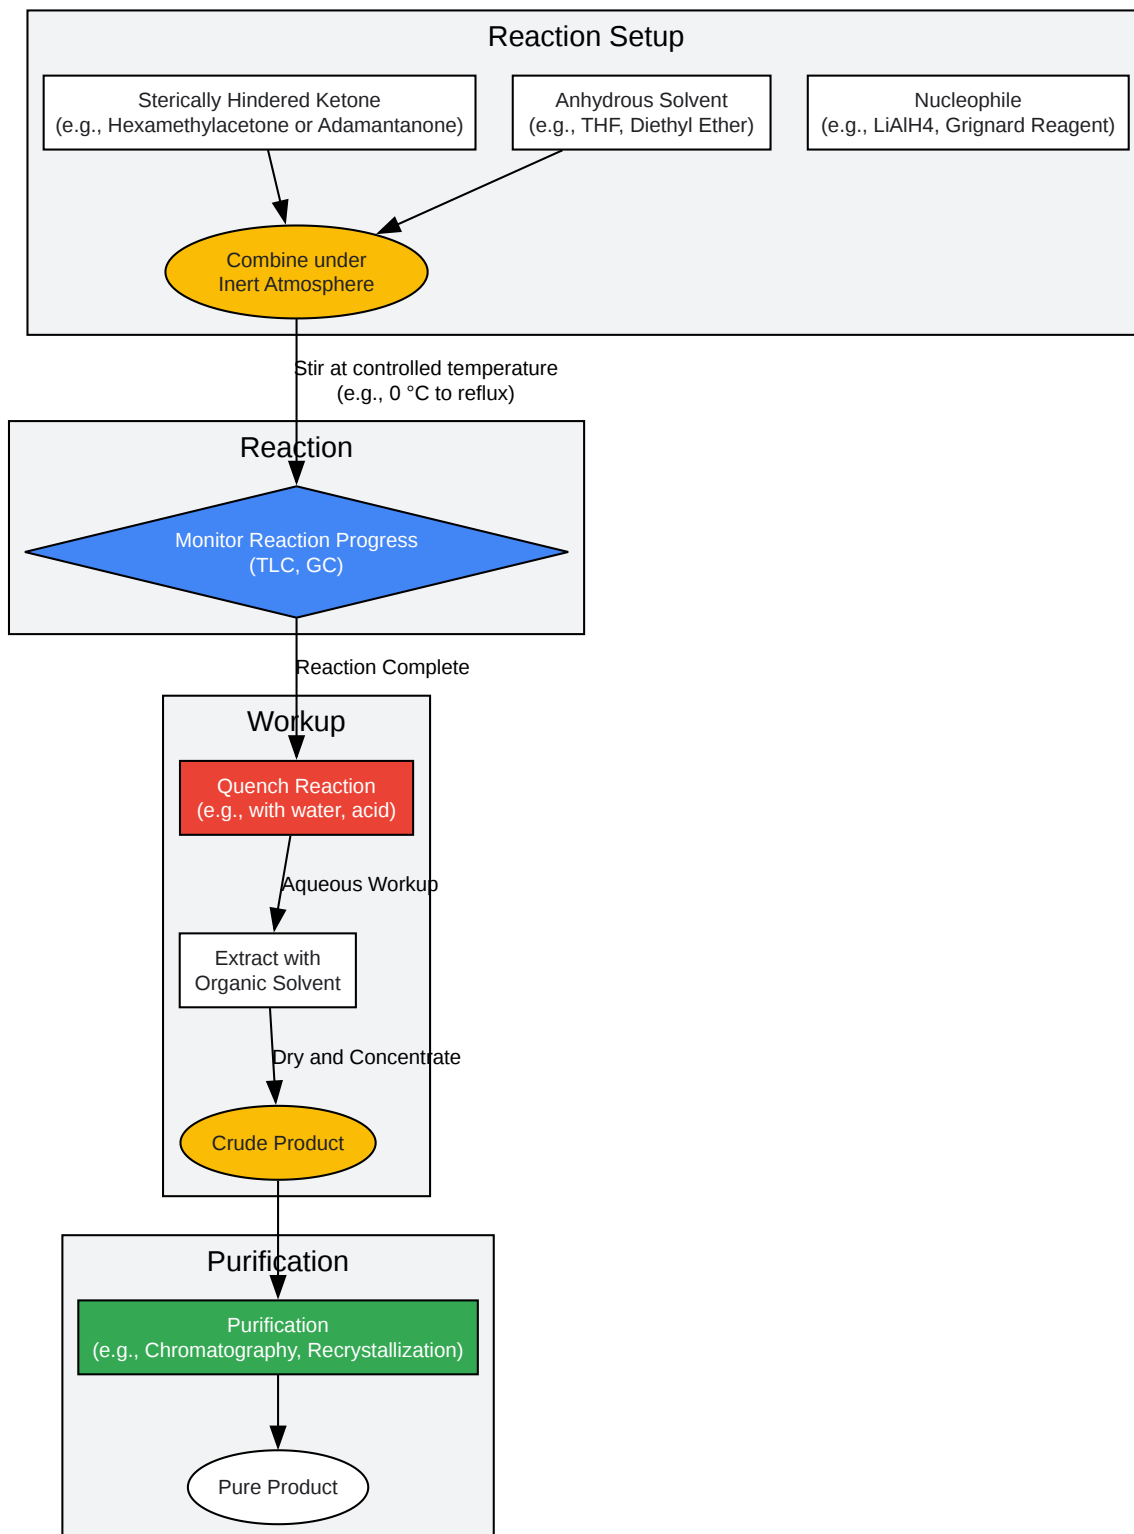 Reaction Setup
Sterically Hindered Ketone
(e.g., Hexamethylacetone or Adamantanone)
Anhydrous Solvent
(e.g., THF, Diethyl Ether)
Nucleophile
(e.g., LiAlH4, Grignard Reagent)
Combine under
Inert Atmosphere
Stir at controlled temperature
(e.g., 0 °C to reflux)
Reaction
Monitor Reaction Progress
(TLC, GC)
Reaction Complete
Workup
Quench Reaction
(e.g., with water, acid)
Aqueous Workup
Extract with
Organic Solvent
Dry and Concentrate
Crude Product
Purification
Purification
(e.g., Chromatography, Recrystallization)
Pure Product